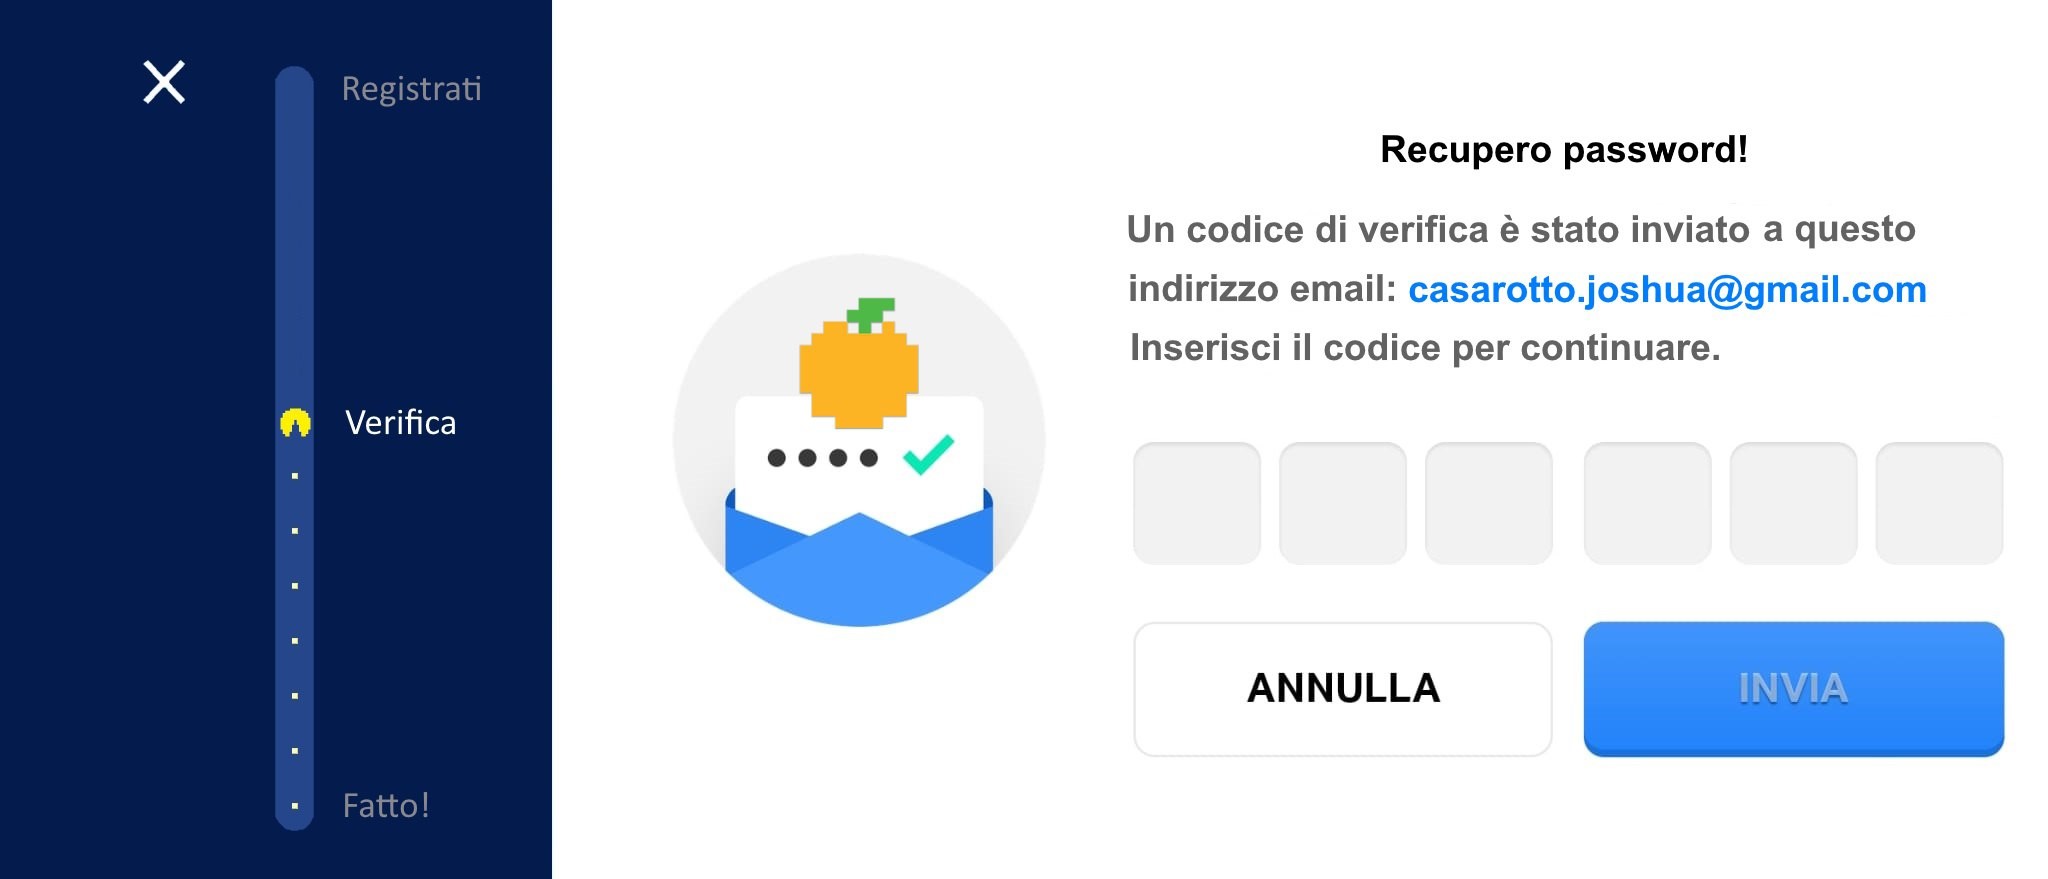 Registrati
Verifica
Fatto!
Recupero password!
Un codice di verifica è stato inviato a questo
indirizzo email: casarotto.joshua@gmail.com
Inserisci il codice per continuare.
ANNULLA
INVIA